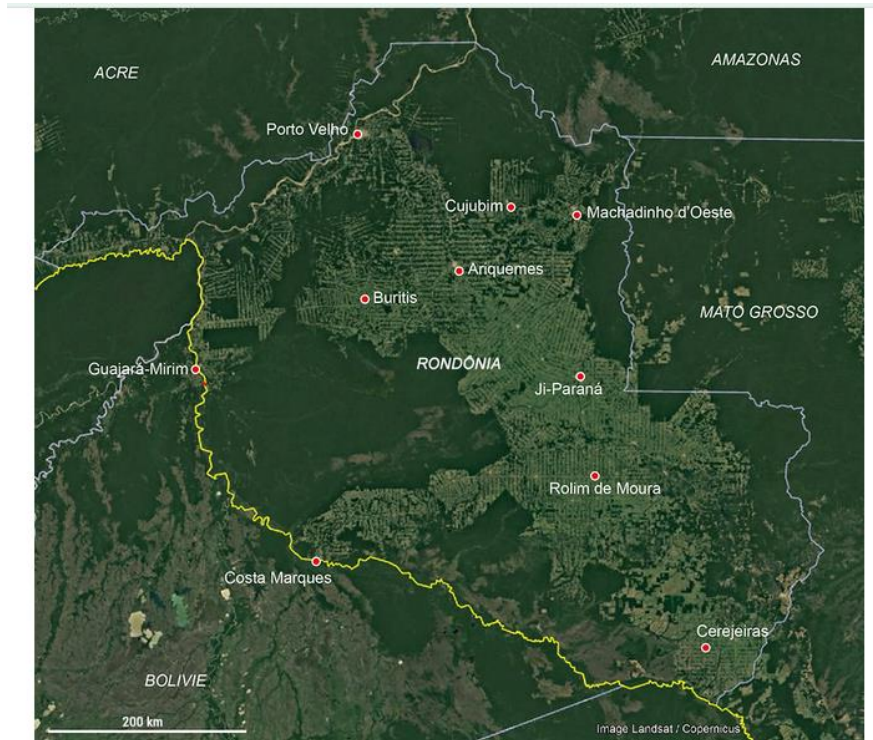 ACRE
AMAZONAS
Porto Velho
Cujubim
Machadinho d'Oeste
Ariquemes
Buritis
MATO GROSSO
RONDÔNIA
Guajará-Mirim
Ji-Paraná
Rolim de Moura
Costa Marques
Cerejeiras
BOLIVIE
200 km
Image Landsat / Copernicus